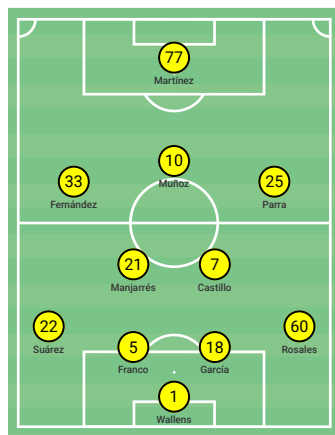 77
Martínez
10
Muñoz
33
Fernández
25
Parra
21
Manjarrés
7
Castillo
22
Suárez
60
Rosales
5
Franco
18
García
1
Wallens